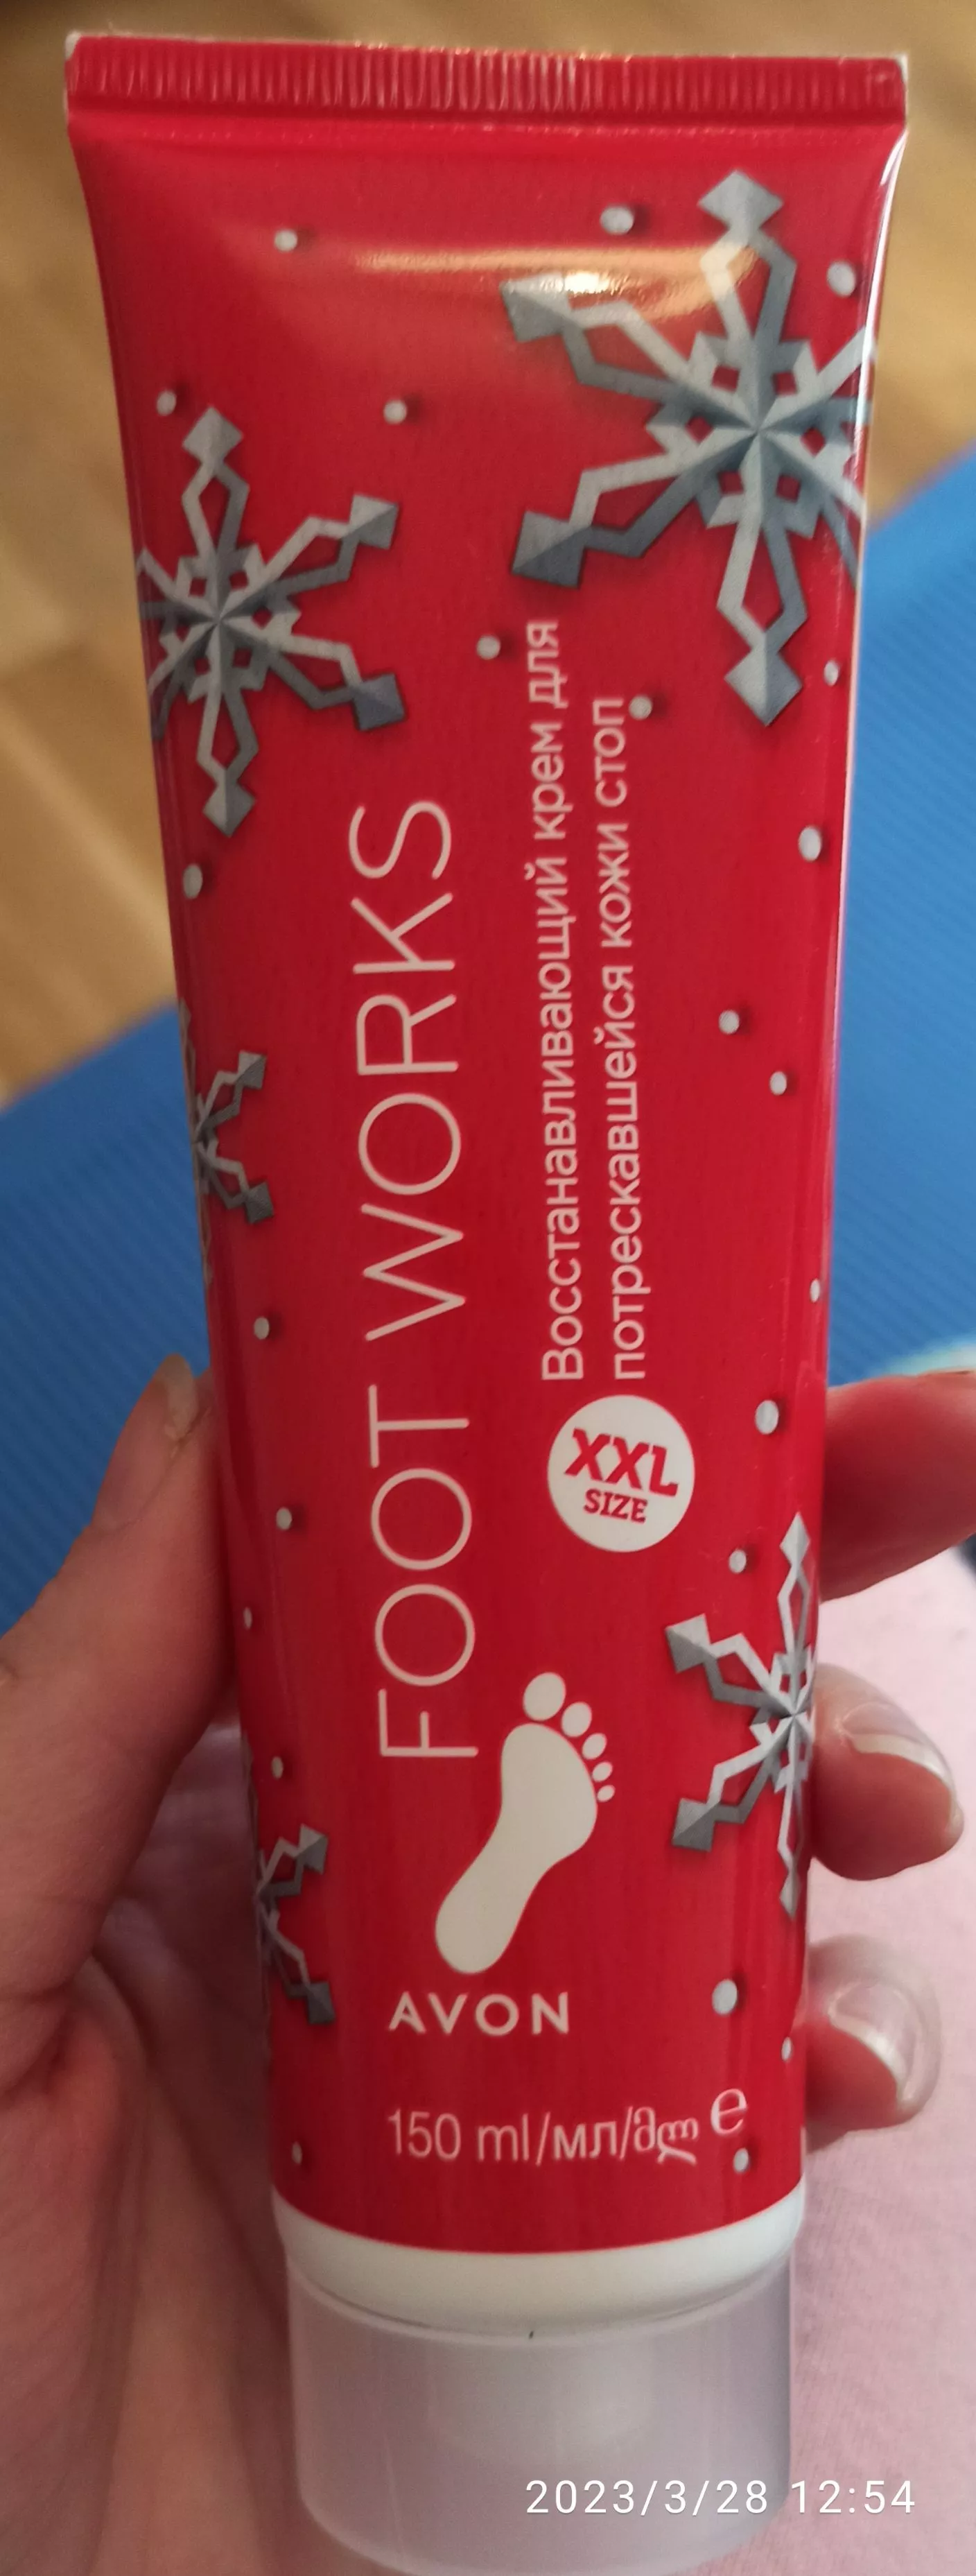 FOOT WORKS
Восстанавливающий крем для
потрескавшейся кожи стоп
XXL
SIZE
AVON
150 ml/мл/მლ e
2023/3/28 12:54